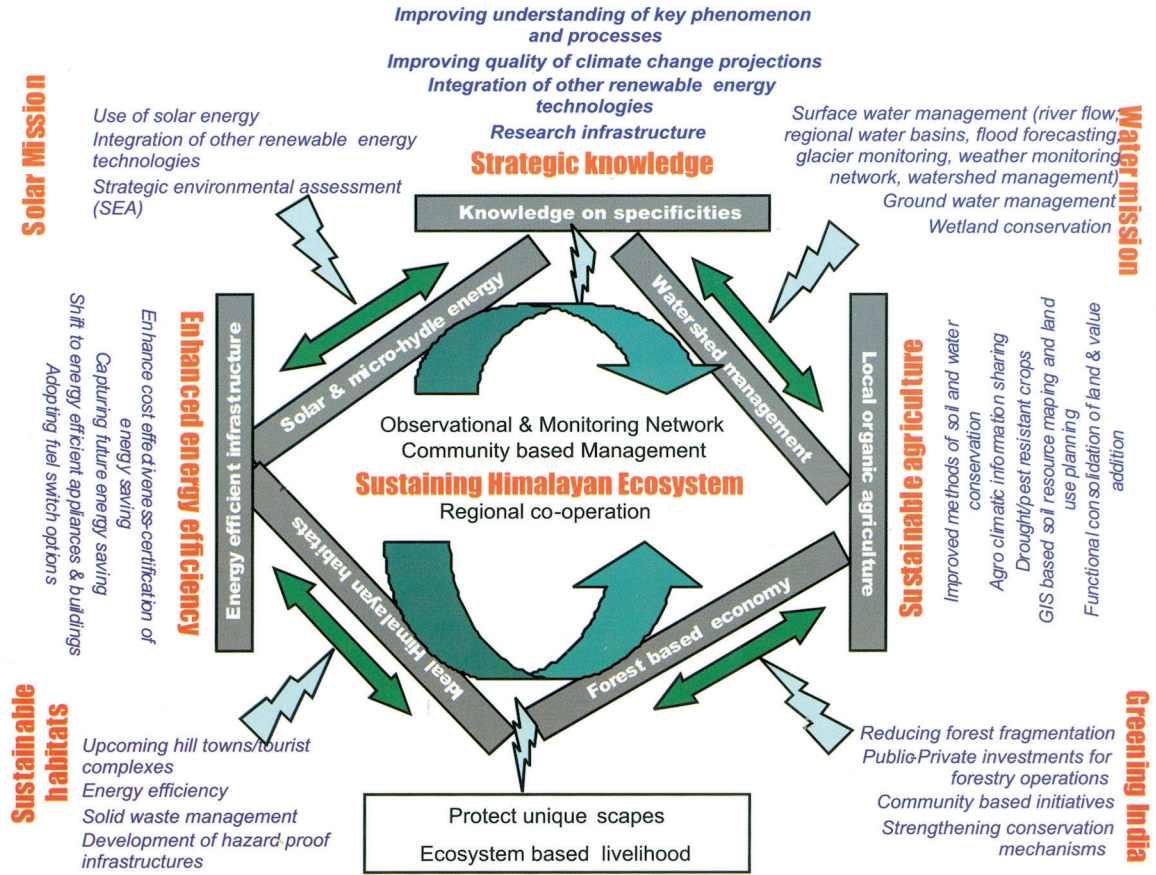 Improving understanding of key phenomenon
and processes
Improving quality of climate change projections
Integration of other renewable energy
technologies
Research infrastructure
Strategic knowledge
Knowledge on specificities
Solar Mission
Use of solar energy
Integration of other renewable energy
technologies
Strategic environmental assessment
(SEA)
Solar & micro-hydle energy
Water mission
Surface water management (river flow,
regional water basins, flood forecasting,
glacier monitoring, weather monitoring
network, watershed management)
Ground water management
Wetland conservation
Watershed management
Enhanced energy efficiency
Energy efficient infrastructure
Enhance cost effectiveness-certification of
energy saving
Capturing future energy saving
Shift to energy efficient appliances & buildings
Adopting fuel switch options
Observational & Monitoring Network
Community based Management
Sustaining Himalayan Ecosystem
Regional co-operation
Local organic agriculture
Sustainable agriculture
Improved methods of soil and water
conservation
Agro climatic information sharing
Drought/pest resistant crops
GIS based soil resource maping and land
use planning
Functional consolidation of land & value
addition
Ideal Himalayan habitats
Forest based economy
Sustainable
habitats
Upcoming hill towns/tourist
complexes
Energy efficiency
Solid waste management
Development of hazard proof
infrastructures
Protect unique scapes
Ecosystem based livelihood
Greening India
Reducing forest fragmentation
Public-Private investments for
forestry operations
Community based initiatives
Strengthening conservation
mechanisms